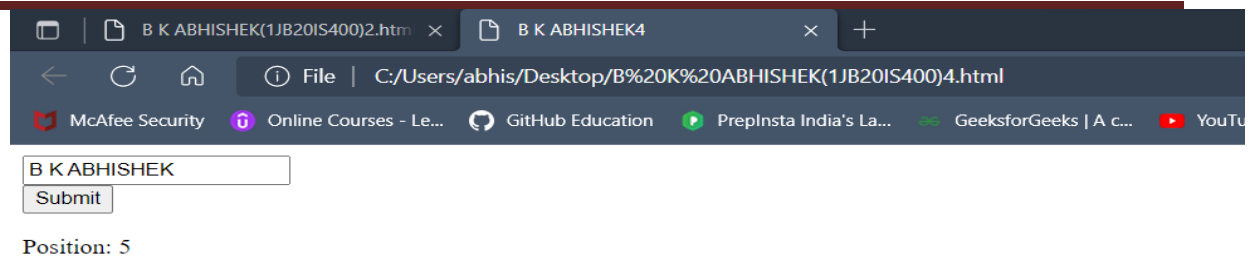 B K ABHISHEK(1JB20IS400)2.htm B K ABHISHEK4
File | C:/Users/abhis/Desktop/B%20K%20ABHISHEK(1JB20IS400)4.html
McAfee Security Online Courses - Le... GitHub Education PrepInsta India's La... GeeksforGeeks | A c... YouTu
B K ABHISHEK
Submit
Position: 5